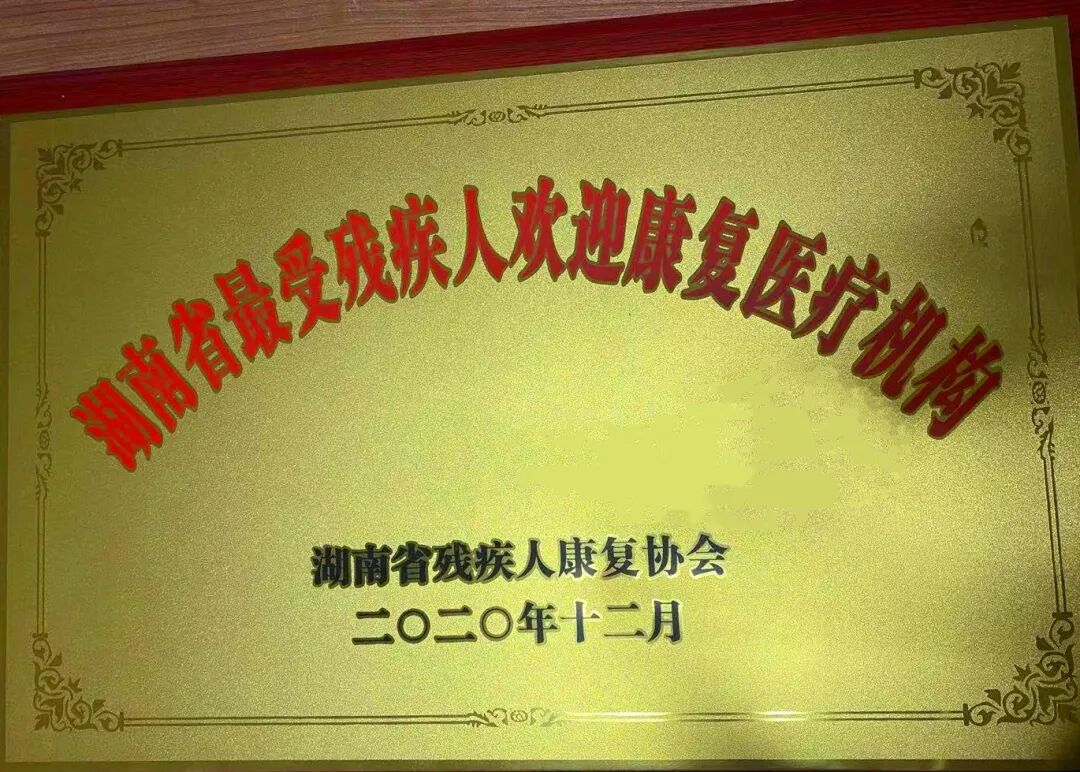 湖南省最受残疾人欢迎康复医疗机构
湖南省残疾人康复协会
二〇二〇年十二月